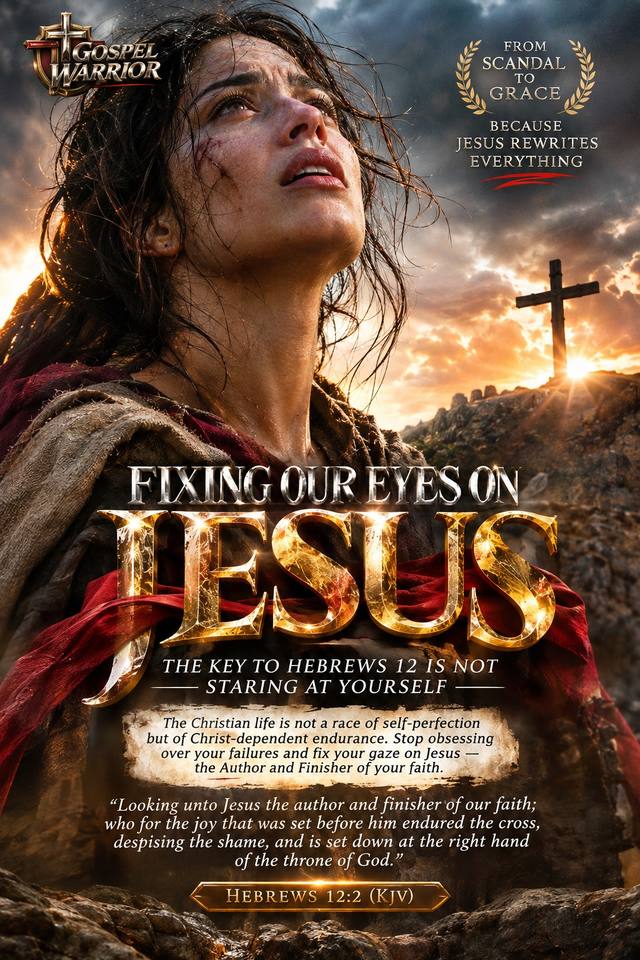 GOSPEL
WARRIOR
FROM
SCANDAL
TO
GRACE
BECAUSE
JESUS REWRITES
EVERYTHING
FIXING OUR EYES ON
JESUS
THE KEY TO HEBREWS 12 IS NOT
STARING AT YOURSELF
The Christian life is not a race of self-perfection
but of Christ-dependent endurance. Stop obsessing
over your failures and fix your gaze on Jesus —
the Author and Finisher of your faith.
“Looking unto Jesus the author and finisher of our faith;
who for the joy that was set before him endured the cross,
despising the shame, and is set down at the right hand
of the throne of God.”
HEBREWS 12:2 (KJV)